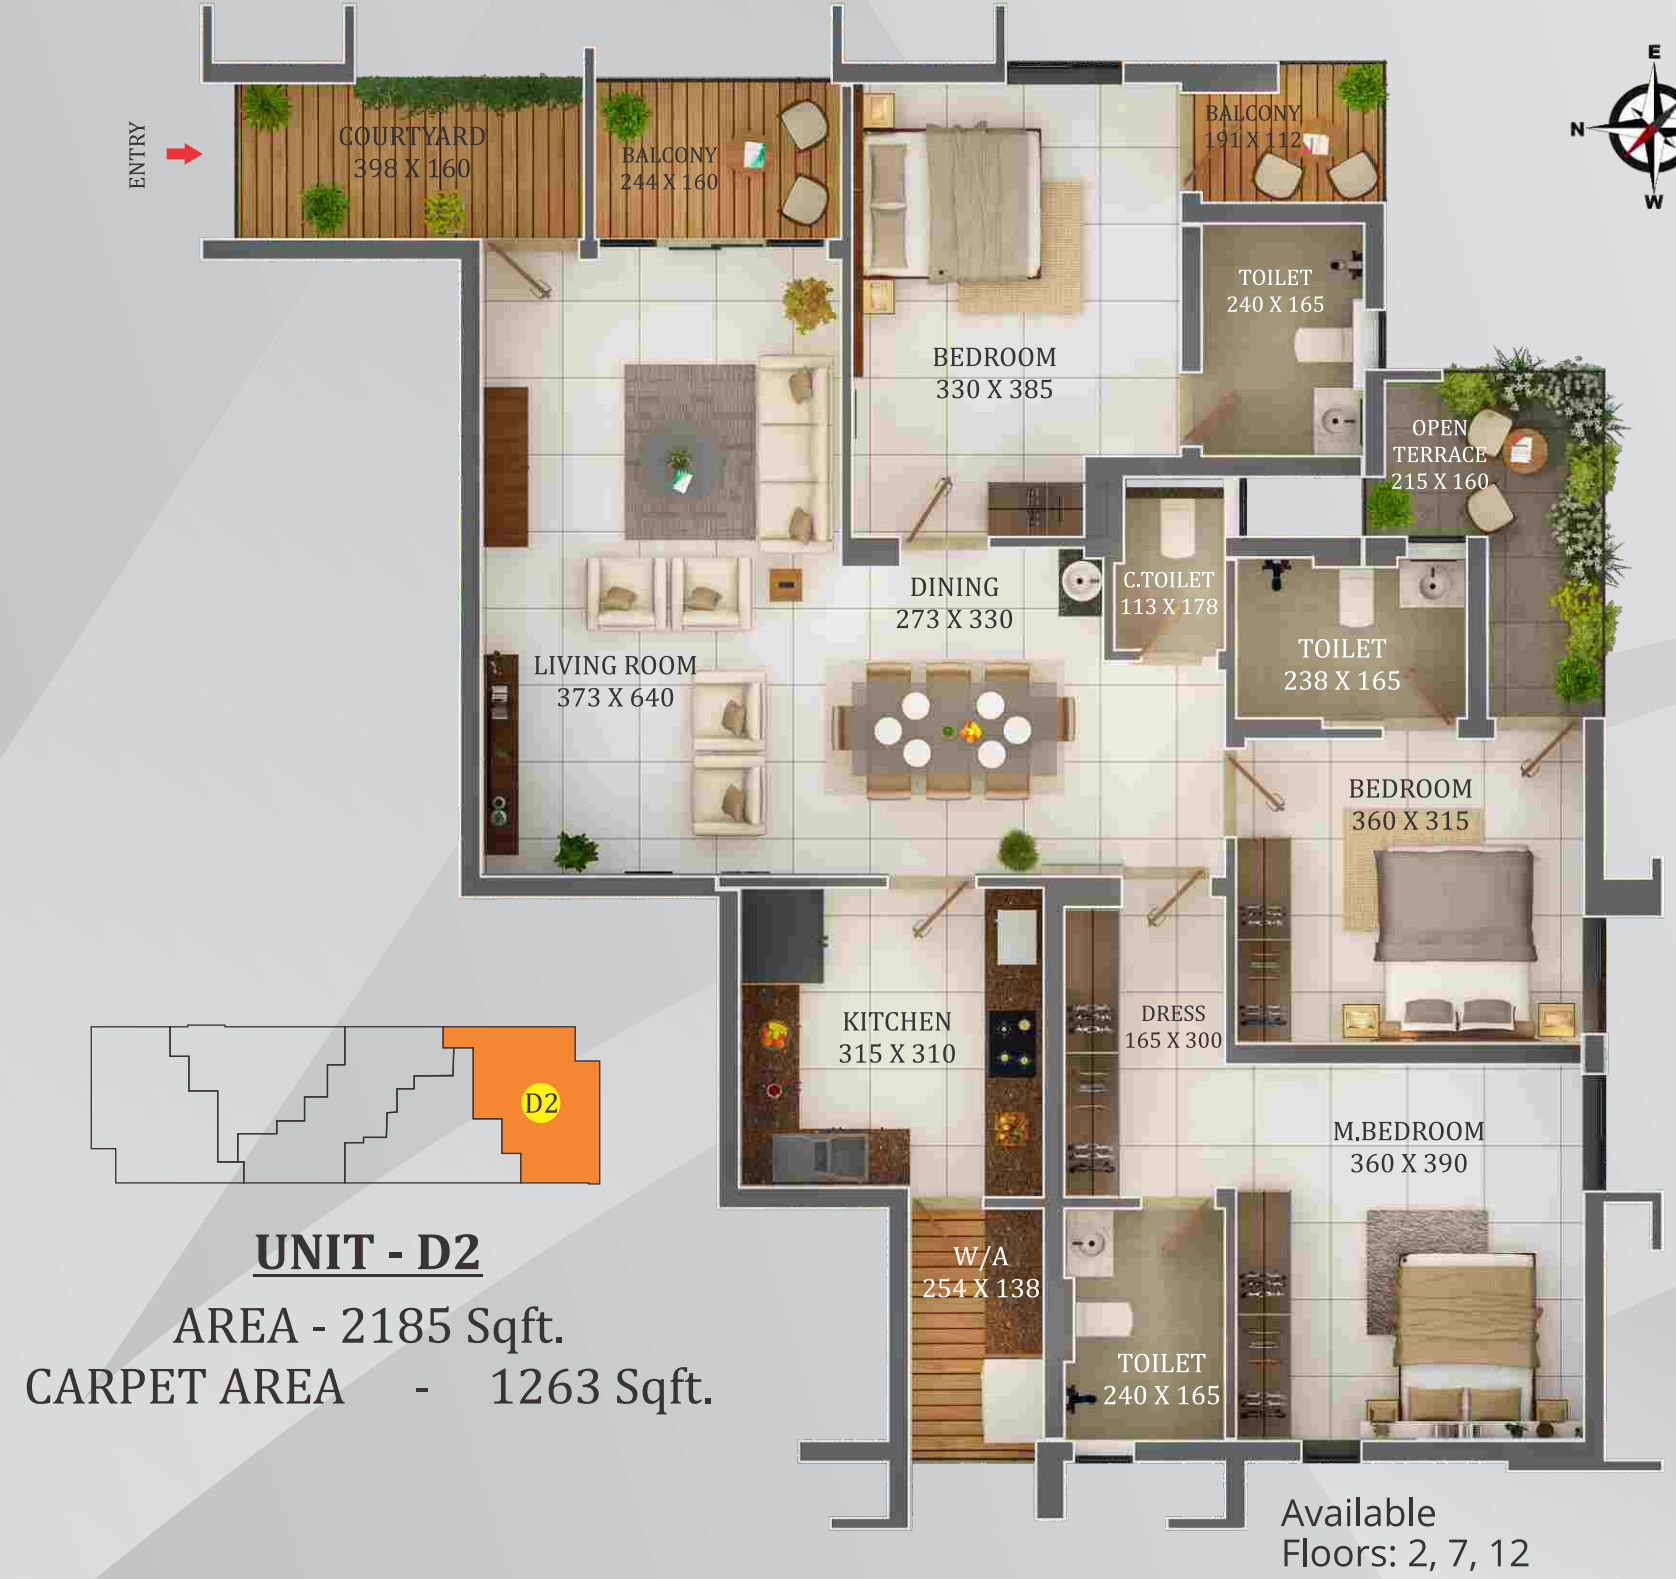 ENTRY
COURTYARD
398 X 160
BALCONY
244 X 160
BALCONY
191 X 112
E
N
W
TOILET
240 X 165
BEDROOM
330 X 385
OPEN
TERRACE
215 X 160
DINING
273 X 330
C.TOILET
113 X 178
TOILET
238 X 165
LIVING ROOM
373 X 640
BEDROOM
360 X 315
KITCHEN
315 X 310
DRESS
165 X 300
M.BEDROOM
360 X 390
D2
W/A
254 X 138
TOILET
240 X 165
UNIT - D2
AREA - 2185 Sqft.
CARPET AREA - 1263 Sqft.
Available
Floors: 2, 7, 12